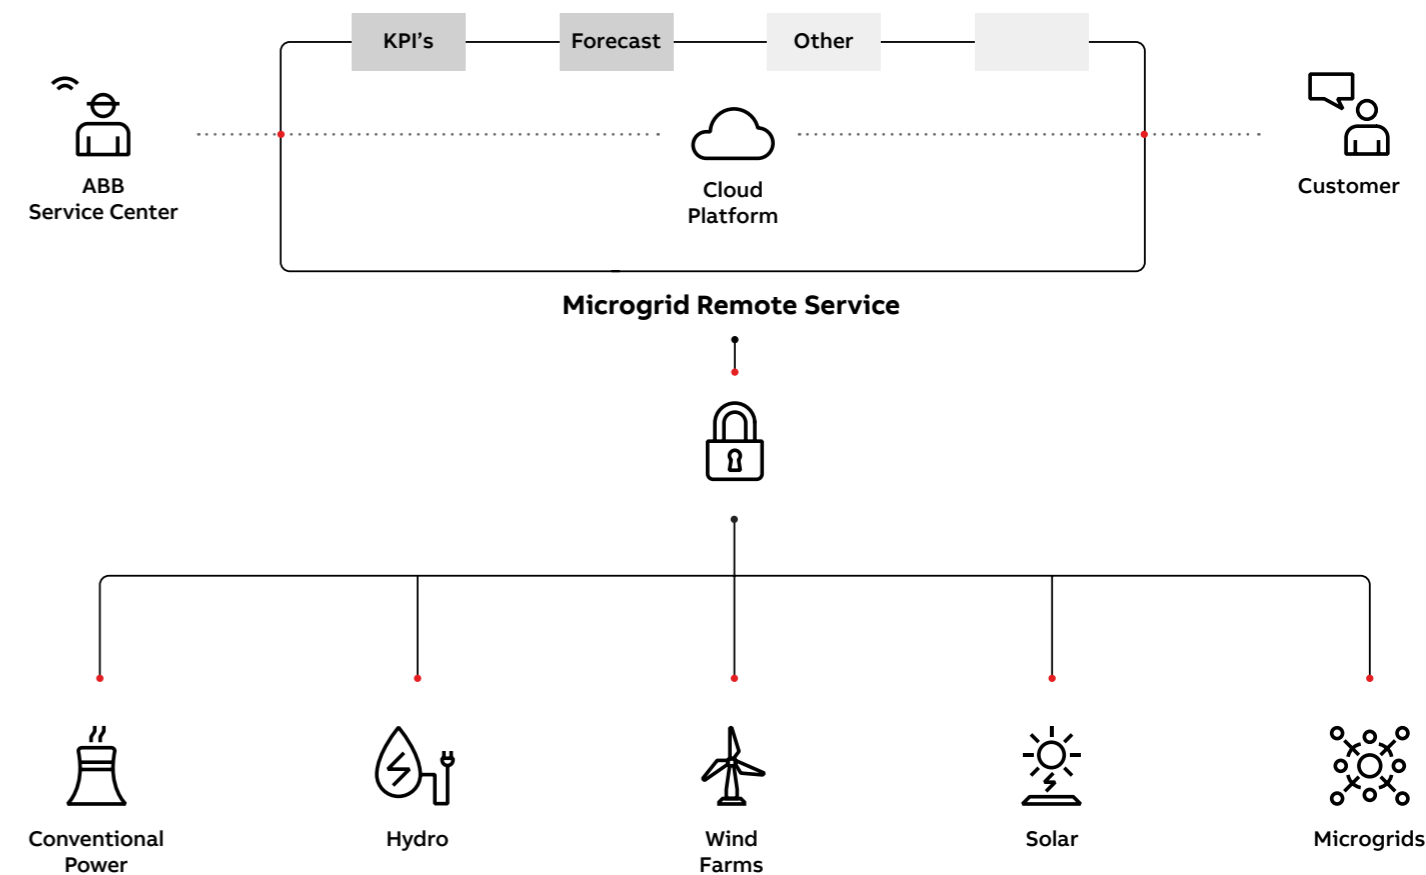 KPI's
Forecast
Other
ABB
Service Center
Cloud
Platform
Customer
Microgrid Remote Service
Conventional
Power
Hydro
Wind
Farms
Solar
Microgrids